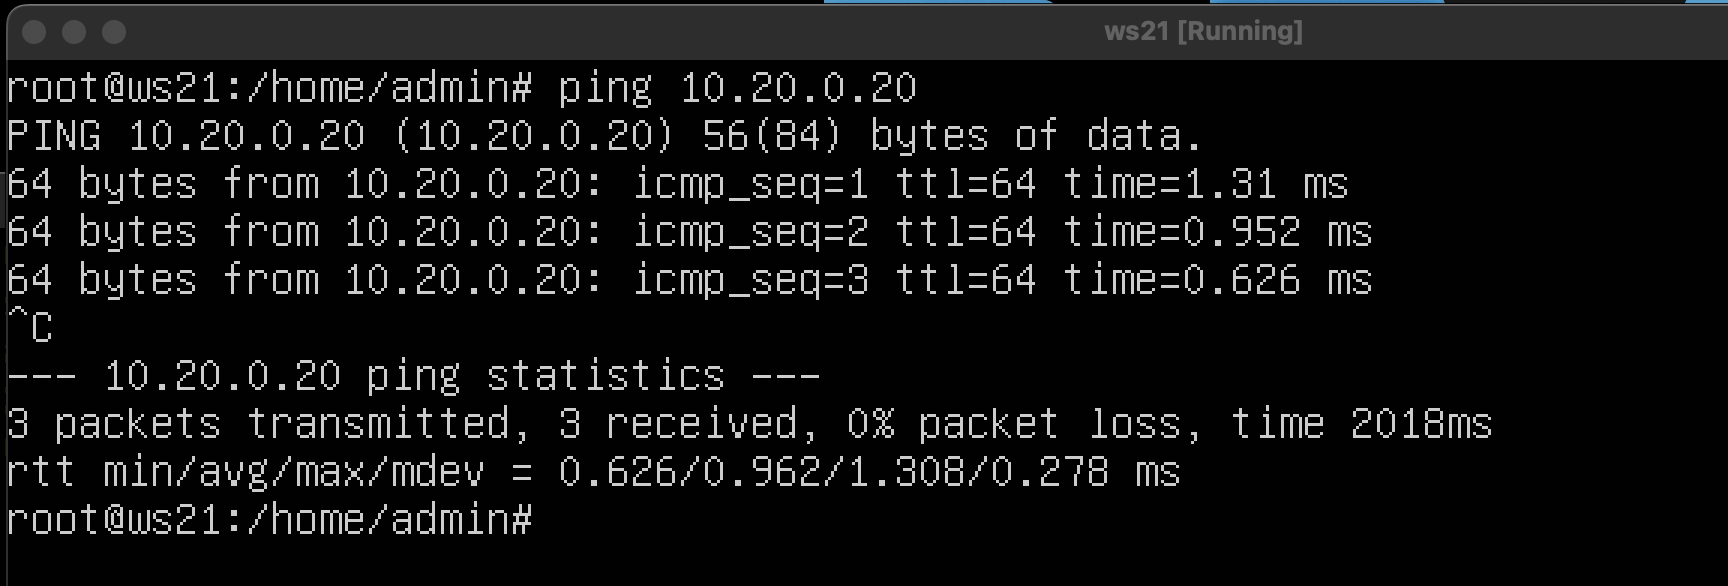 ws21 [Running]
root@ws21:/home/admin# ping 10.20.0.20
PING 10.20.0.20 (10.20.0.20) 56(84) bytes of data.
64 bytes from 10.20.0.20: icmp_seq=1 ttl=64 time=1.31 ms
64 bytes from 10.20.0.20: icmp_seq=2 ttl=64 time=0.952 ms
64 bytes from 10.20.0.20: icmp_seq=3 ttl=64 time=0.626 ms
^C
--- 10.20.0.20 ping statistics ---
3 packets transmitted, 3 received, 0% packet loss, time 2018ms
rtt min/avg/max/mdev = 0.626/0.962/1.308/0.278 ms
root@ws21:/home/admin#